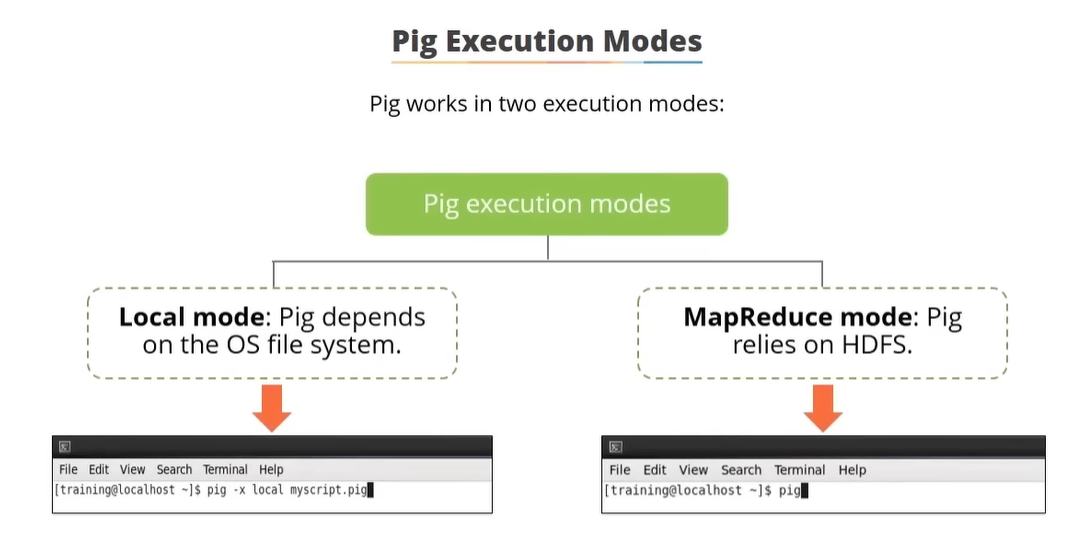 Pig Execution Modes
Pig works in two execution modes:
Pig execution modes
Local mode: Pig depends
on the OS file system.
MapReduce mode: Pig
relies on HDFS.
File Edit View Search Terminal Help
[training@localhost ~]$ pig -x local myscript.pig
File Edit View Search Terminal Help
[training@localhost ~]$ pig